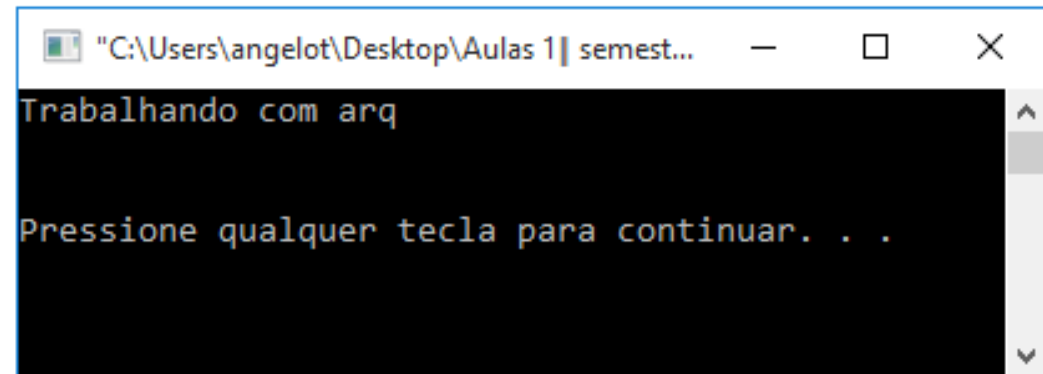 "C:\Users\angelot\Desktop\Aulas 1‖ semest...
Trabalhando com arq
Pressione qualquer tecla para continuar. . .